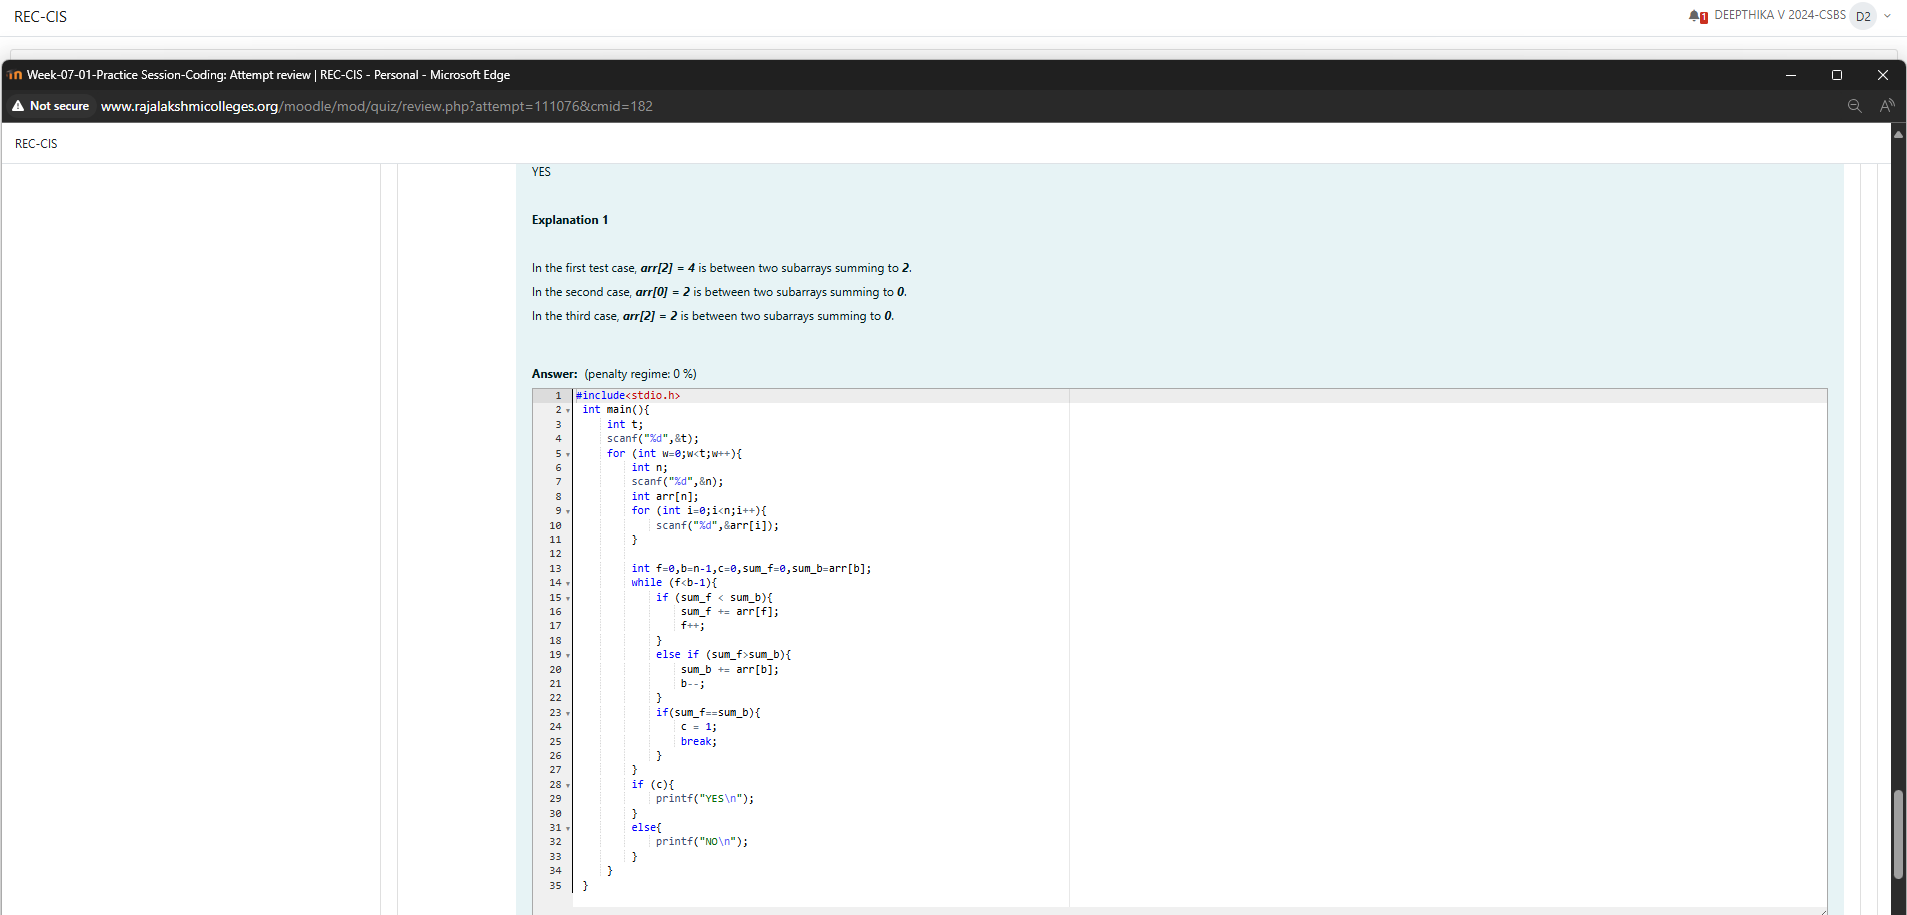 REC-CIS
1 DEEPTHIKA V 2024-CSBS D2
Week-07-01-Practice Session-Coding: Attempt review | REC-CIS - Personal - Microsoft Edge
Not secure www.rajalakshmicolleges.org/moodle/mod/quiz/review.php?attempt=111076&cmid=182
REC-CIS
YES
Explanation 1
In the first test case, arr[2] = 4 is between two subarrays summing to 2.
In the second case, arr[0] = 2 is between two subarrays summing to 0.
In the third case, arr[2] = 2 is between two subarrays summing to 0.
Answer: (penalty regime: 0 %)
1 #include<stdio.h>
2 int main(){
3 int t;
4 scanf("%d",&t);
5 for (int w=0;w<t;w++){
6 int n;
7 scanf("%d",&n);
8 int arr[n];
9 for (int i=0;i<n;i++){
10 scanf("%d",&arr[i]);
11 }
12
13 int f=0,b=n-1,c=0,sum_f=0,sum_b=arr[b];
14 while (f<b-1){
15 if (sum_f < sum_b){
16 sum_f += arr[f];
17 f++;
18 }
19 else if (sum_f>sum_b){
20 sum_b += arr[b];
21 b--;
22 }
23 if(sum_f==sum_b){
24 c = 1;
25 break;
26 }
27 }
28 if (c){
29 printf("YES\n");
30 }
31 else{
32 printf("NO\n");
33 }
34 }
35 }